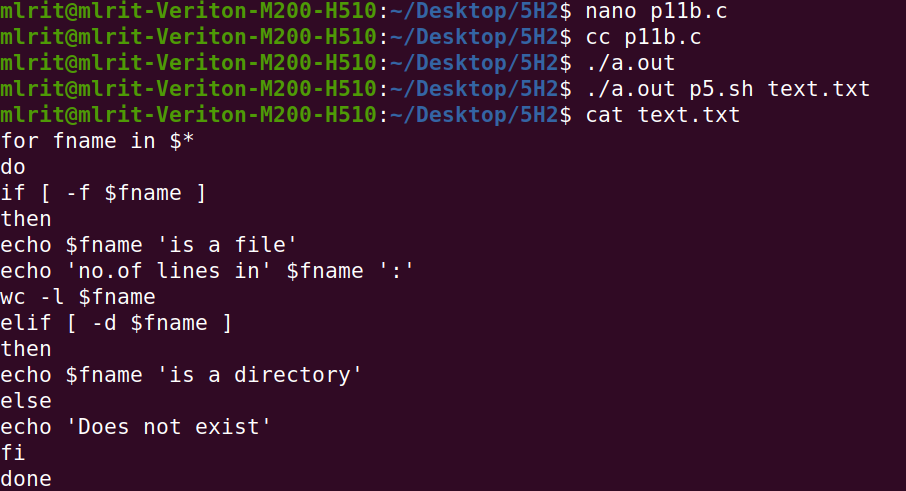 mlrit@mlrit-Veriton-M200-H510:~/Desktop/5H2$ nano p11b.c
mlrit@mlrit-Veriton-M200-H510:~/Desktop/5H2$ cc p11b.c
mlrit@mlrit-Veriton-M200-H510:~/Desktop/5H2$ ./a.out
mlrit@mlrit-Veriton-M200-H510:~/Desktop/5H2$ ./a.out p5.sh text.txt
mlrit@mlrit-Veriton-M200-H510:~/Desktop/5H2$ cat text.txt
for fname in $*
do
if [ -f $fname ]
then
echo $fname 'is a file'
echo 'no.of lines in' $fname ':'
wc -l $fname
elif [ -d $fname ]
then
echo $fname 'is a directory'
else
echo 'Does not exist'
fi
done